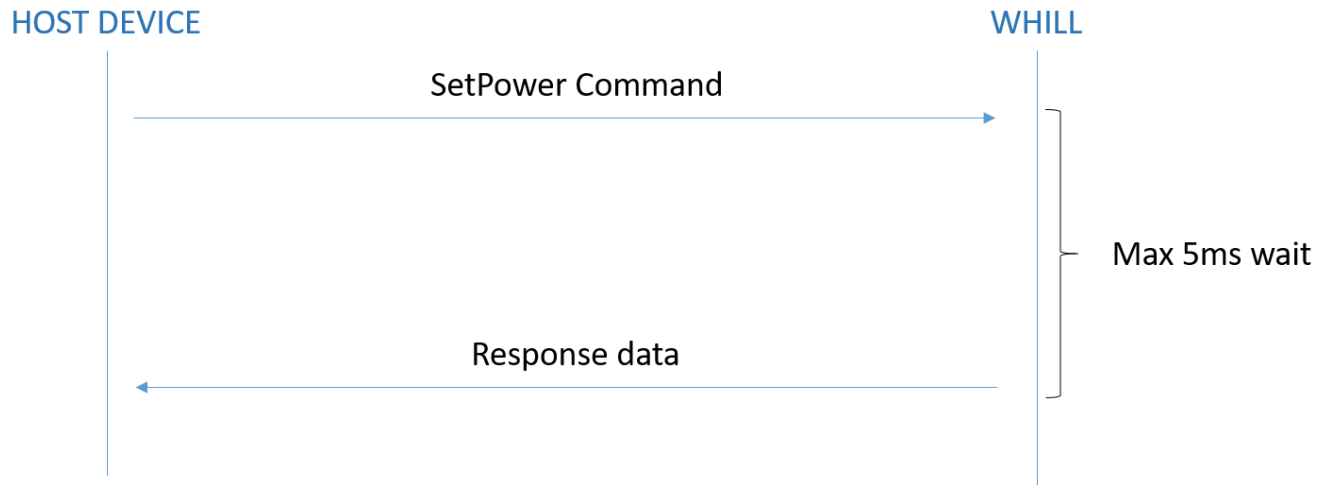 HOST DEVICE
WHILL
SetPower Command
Max 5ms wait
Response data